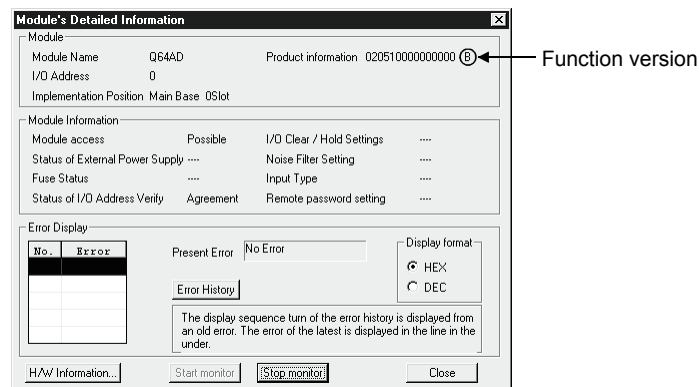 Module's Detailed Information
Module
Module Name Q64AD Product information 020510000000000 B Function version
I/O Address 0
Implementation Position Main Base 0Slot
Module Information
Module access Possible I/O Clear / Hold Settings ----
Status of External Power Supply ---- Noise Filter Setting ----
Fuse Status ---- Input Type ----
Status of I/O Address Verify Agreement Remote password setting ----
Error Display
No. Error
Present Error No Error
Display format
HEX
DEC
Error History
The display sequence turn of the error history is displayed from
an old error. The error of the latest is displayed in the line in the
under.
H/W Information... Start monitor Stop monitor Close